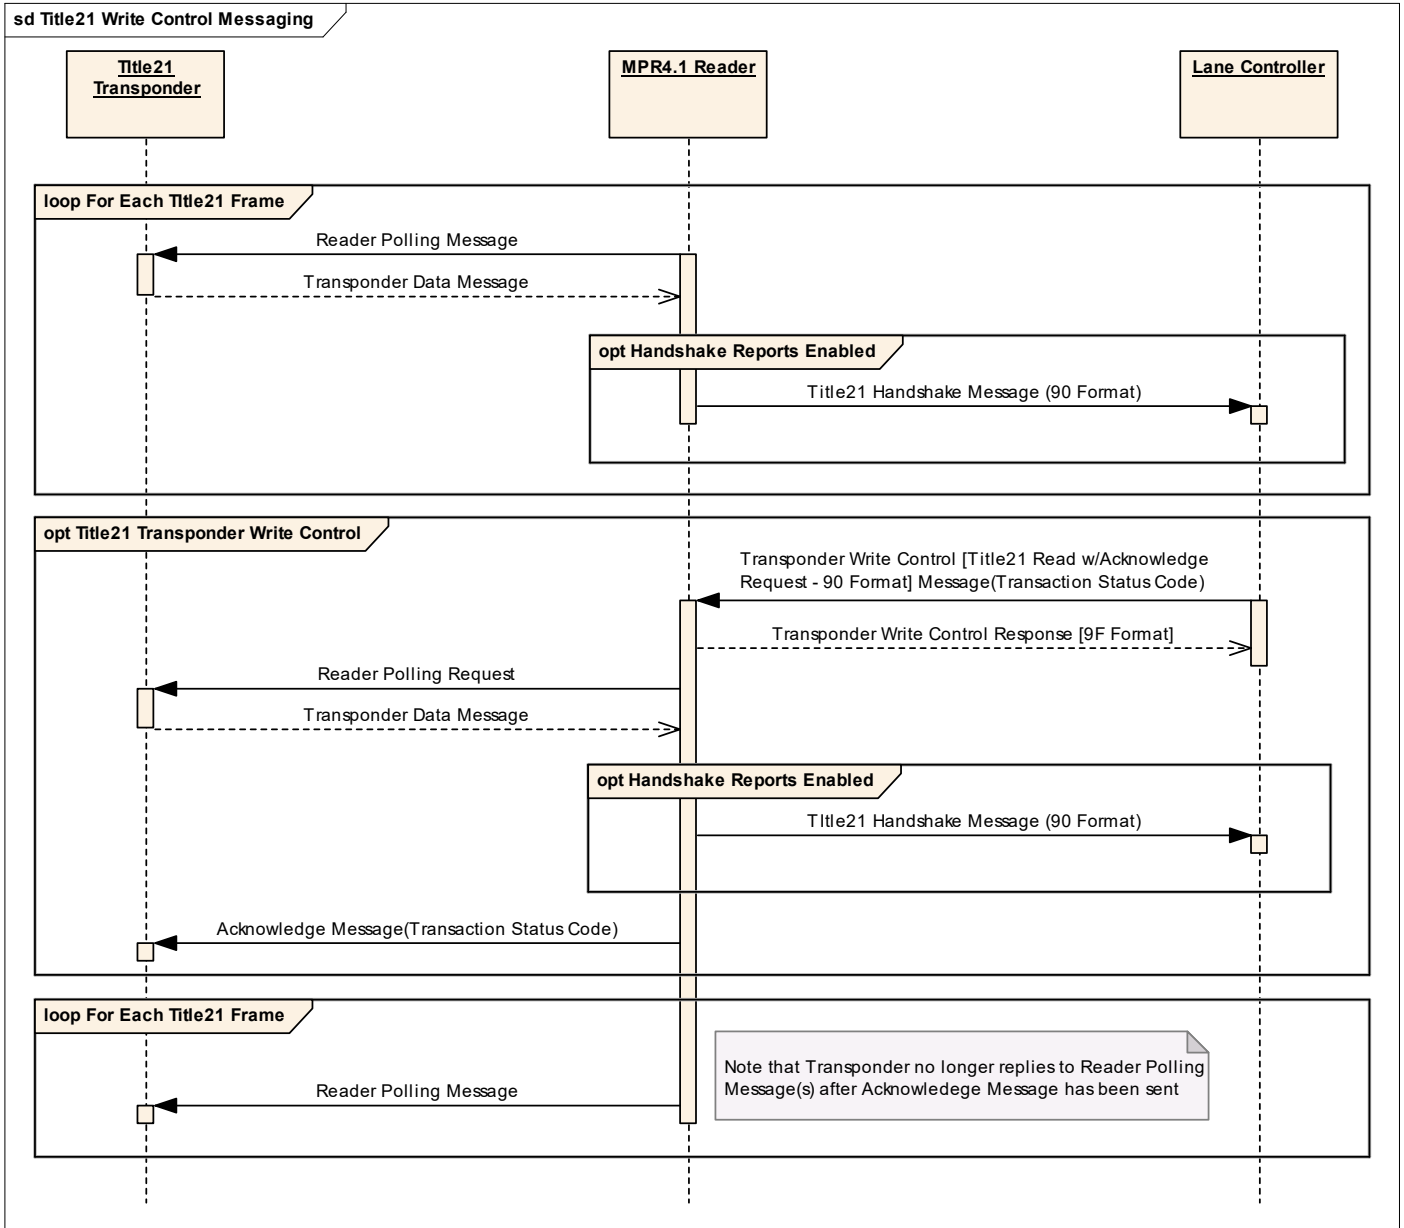 sd Title21 Write Control Messaging
TItle21
Transponder
MPR4.1 Reader
Lane Controller
loop For Each TItle21 Frame
Reader Polling Message
Transponder Data Message
opt Handshake Reports Enabled
Title21 Handshake Message (90 Format)
opt Title21 Transponder Write Control
Transponder Write Control [Title21 Read w/Acknowledge
Request - 90 Format] Message(Transaction Status Code)
Transponder Write Control Response [9F Format]
Reader Polling Request
Transponder Data Message
opt Handshake Reports Enabled
TItle21 Handshake Message (90 Format)
Acknowledge Message(Transaction Status Code)
loop For Each Title21 Frame
Note that Transponder no longer replies to Reader Polling
Message(s) after Acknowledege Message has been sent
Reader Polling Message